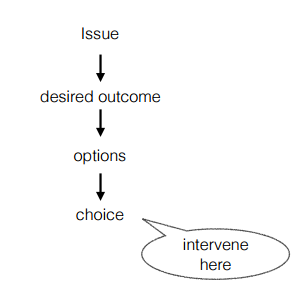 Issue
desired outcome
options
choice
intervene
here